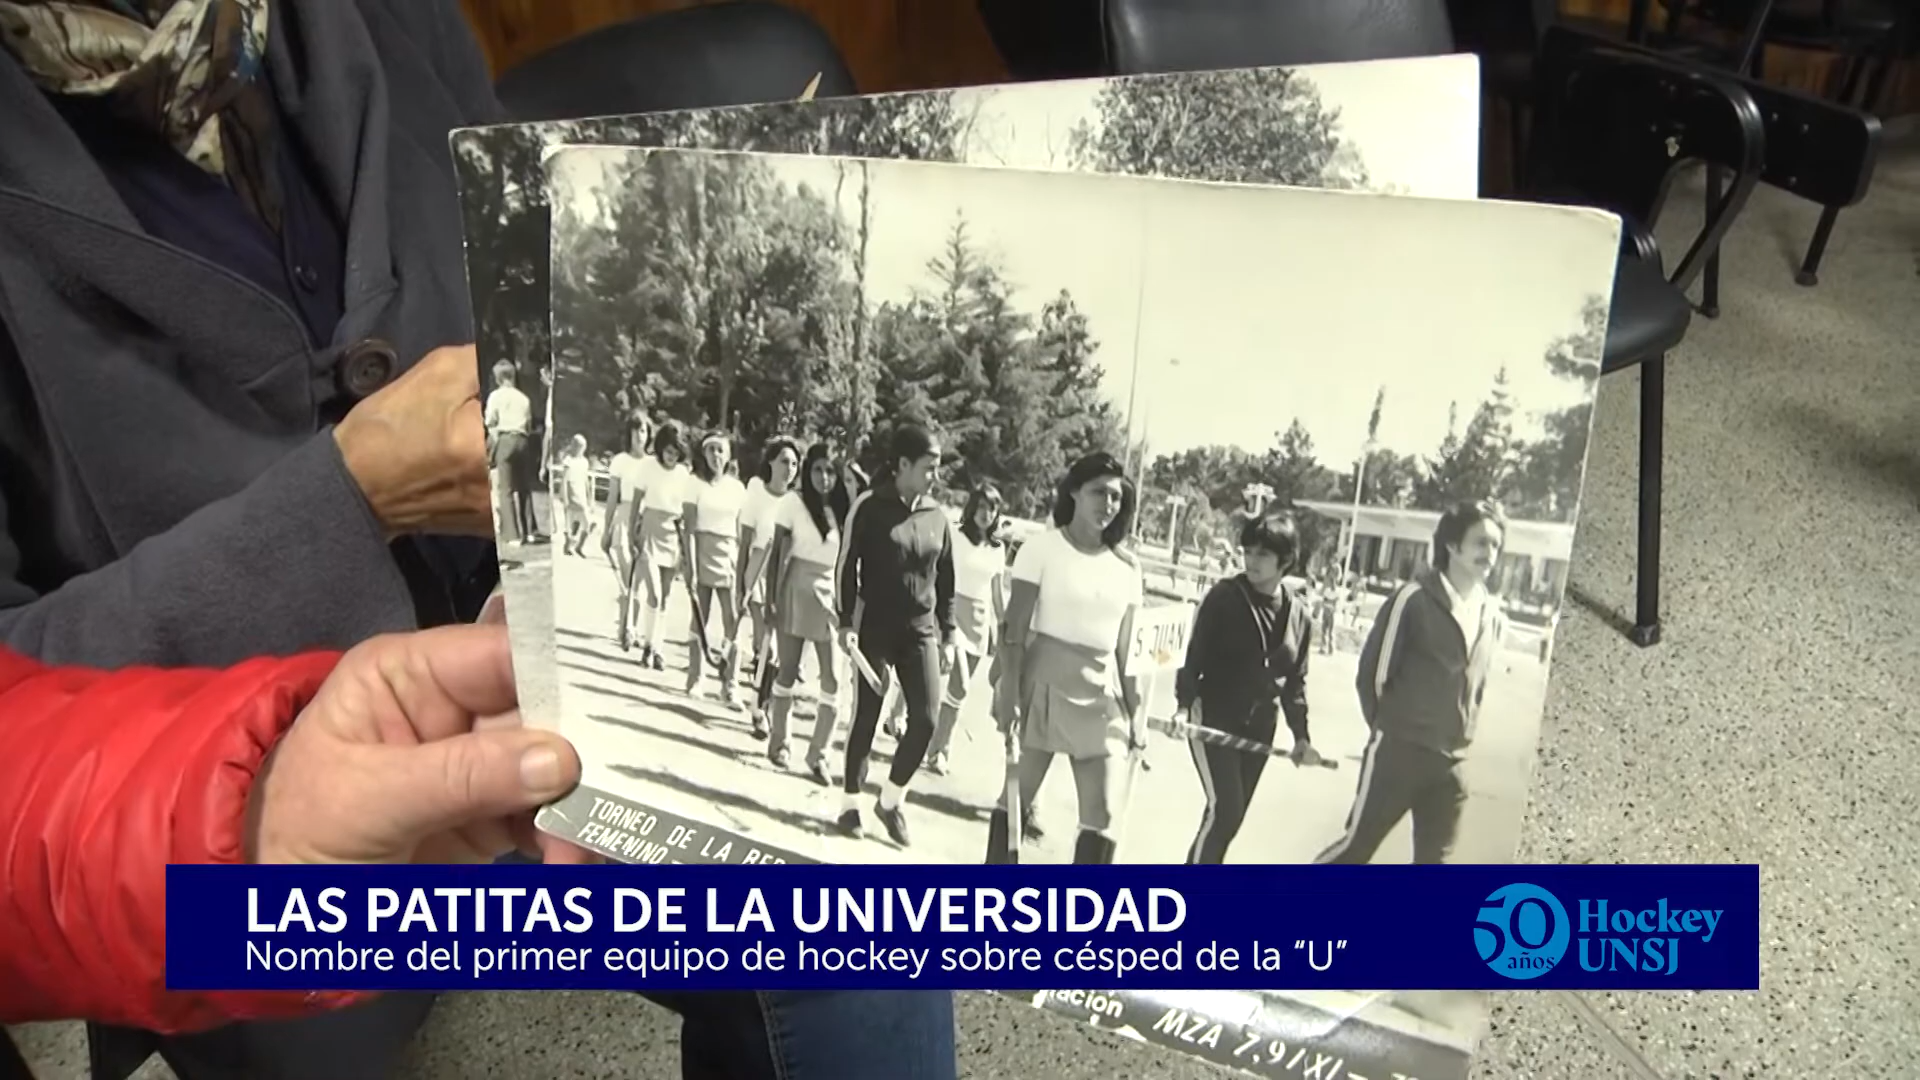 S. JUAN
TORNEO DE LA
FEMENINO -
LAS PATITAS DE LA UNIVERSIDAD
Nombre del primer equipo de hockey sobre césped de la “U”
50
años
Hockey
UNSJ
MZA 7.9/XI -